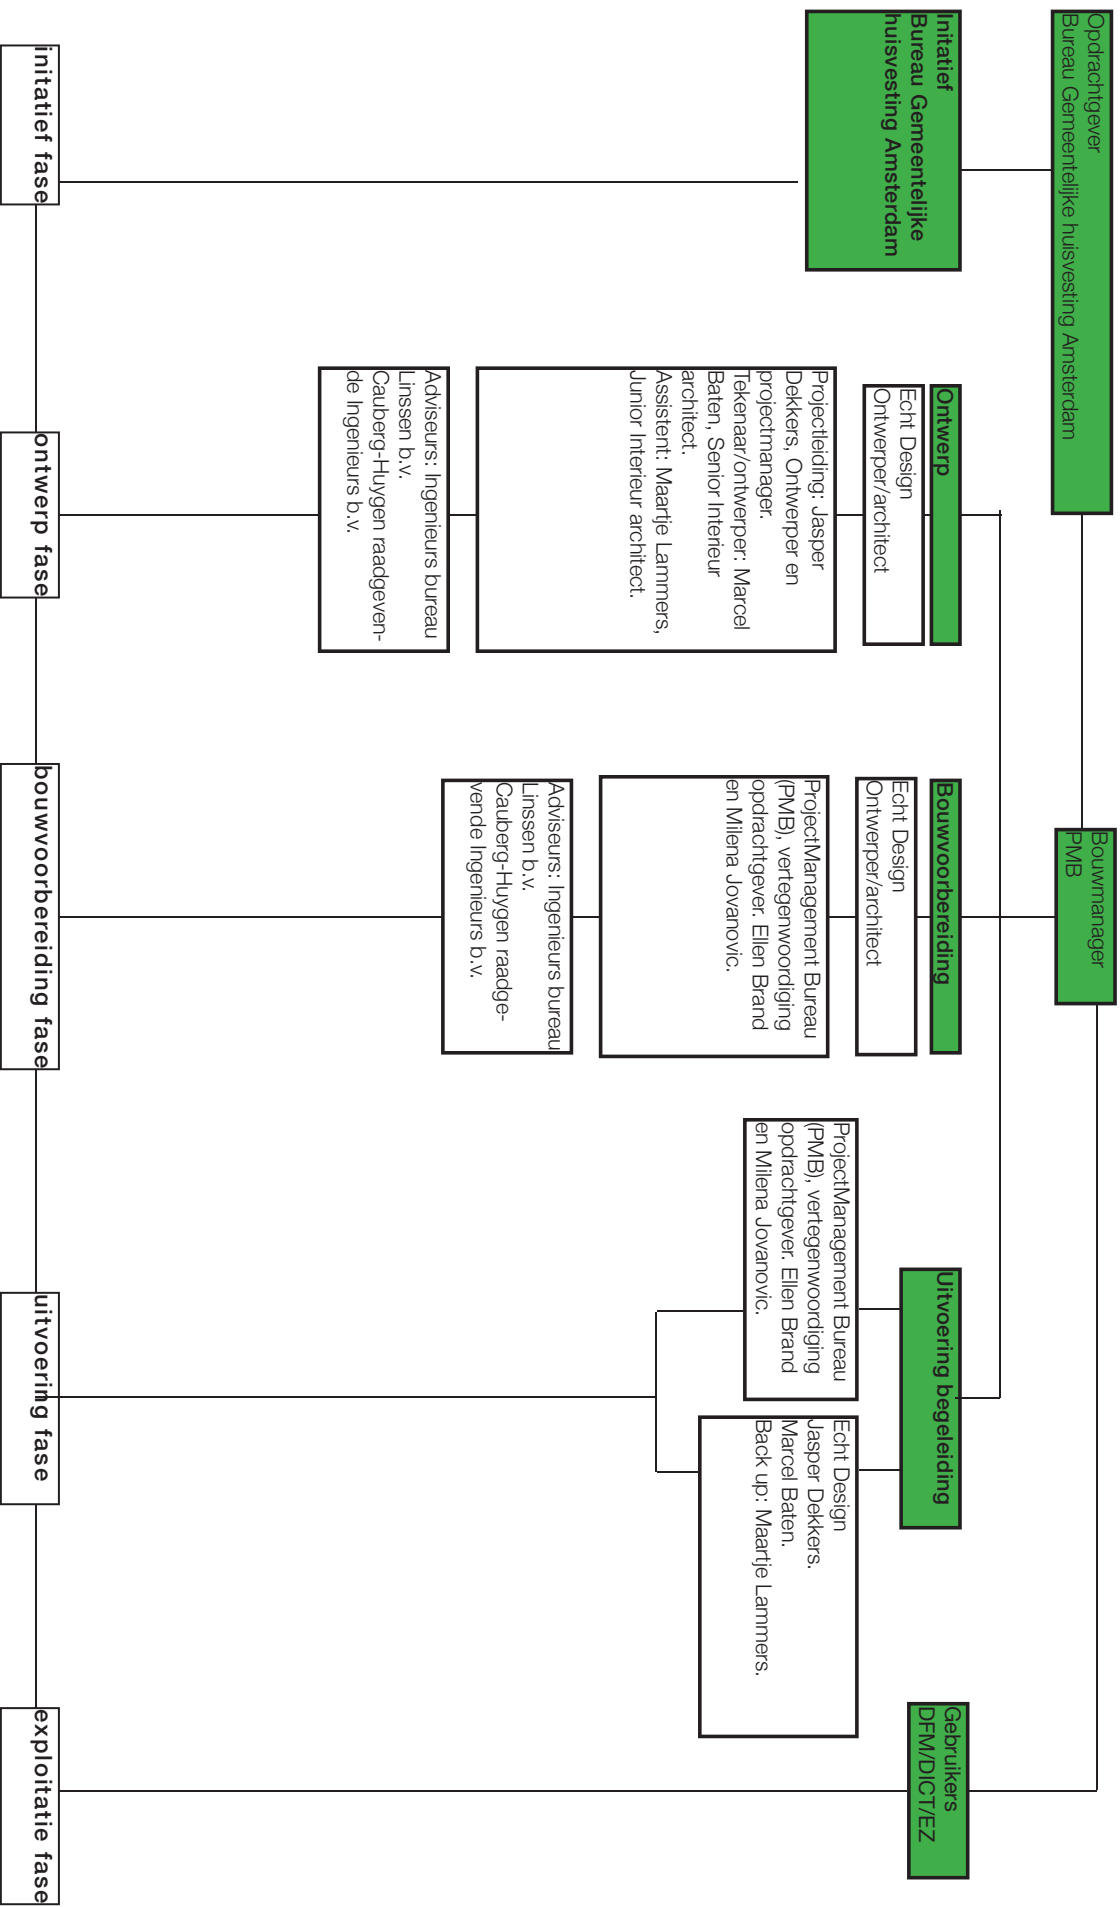 Opdrachtgever
Bureau Gemeentelijke huisvesting Amsterdam
Bouwmanager
PMB
Initatief
Bureau Gemeentelijke
huisvesting Amsterdam
Ontwerp
Echt Design
Ontwerper/architect
Projectleiding: Jasper
Dekkers, Ontwerper en
projectmanager.
Tekenaar/ontwerper: Marcel
Baten, Senior Interieur
architect.
Assistent: Maartje Lammers,
Junior Interieur architect.
Adviseurs: Ingenieurs bureau
Linssen b.v.
Cauberg-Huygen raadgeven-
de Ingenieurs b.v.
Bouwvoorbereiding
Echt Design
Ontwerper/architect
ProjectManagement Bureau
(PMB), vertegenwoordiging
opdrachtgever. Ellen Brand
en Milena Jovanovic.
Adviseurs: Ingenieurs bureau
Linssen b.v.
Cauberg-Huygen raadge-
vende Ingenieurs b.v.
Uitvoering begeleiding
ProjectManagement Bureau
(PMB), vertegenwoordiging
opdrachtgever. Ellen Brand
en Milena Jovanovic.
Echt Design
Jasper Dekkers.
Marcel Baten.
Back up: Maartje Lammers.
Gebruikers
DFM/DICT/EZ
initatief fase
ontwerp fase
bouwvoorbereiding fase
uitvoering fase
exploitatie fase